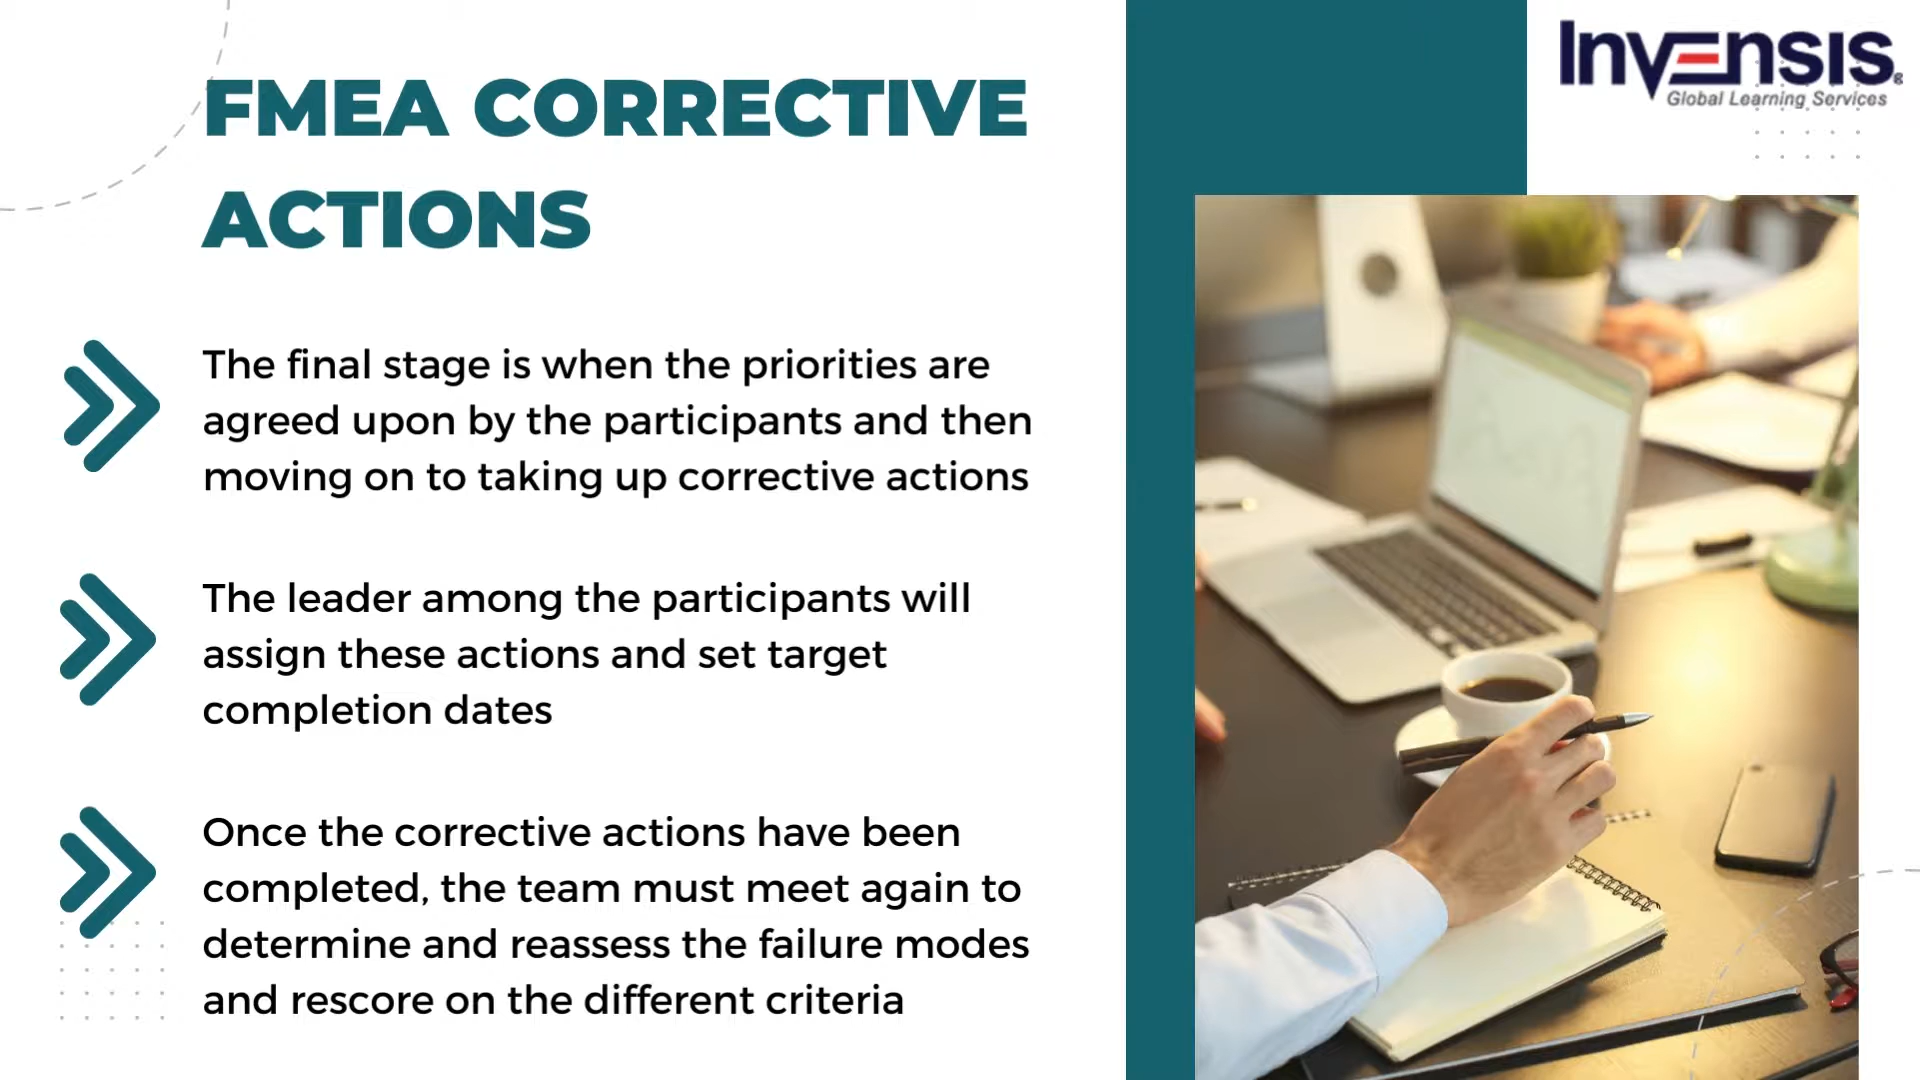 Invensis
Global Learning Services
FMEA CORRECTIVE
ACTIONS
The final stage is when the priorities are
agreed upon by the participants and then
moving on to taking up corrective actions
The leader among the participants will
assign these actions and set target
completion dates
Once the corrective actions have been
completed, the team must meet again to
determine and reassess the failure modes
and rescore on the different criteria